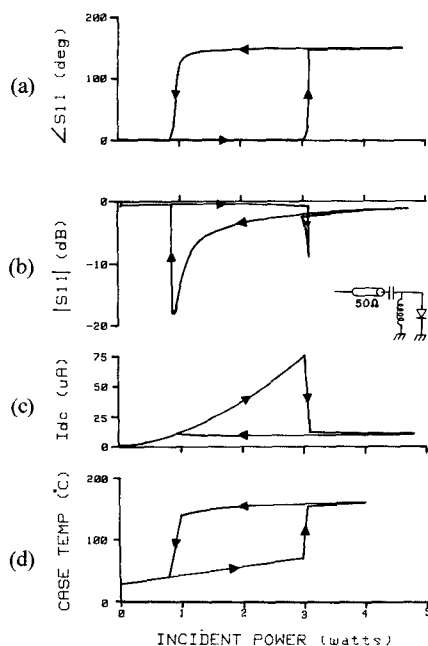 (a)
∠S11 (deg)
200
100
0
(b)
|S11| (dB)
0
-10
-20
50Ω
(c)
Idc (uA)
75
50
25
0
(d)
CASE TEMP (°C)
200
100
0
0 1 2 3 4 5
INCIDENT POWER (watts)